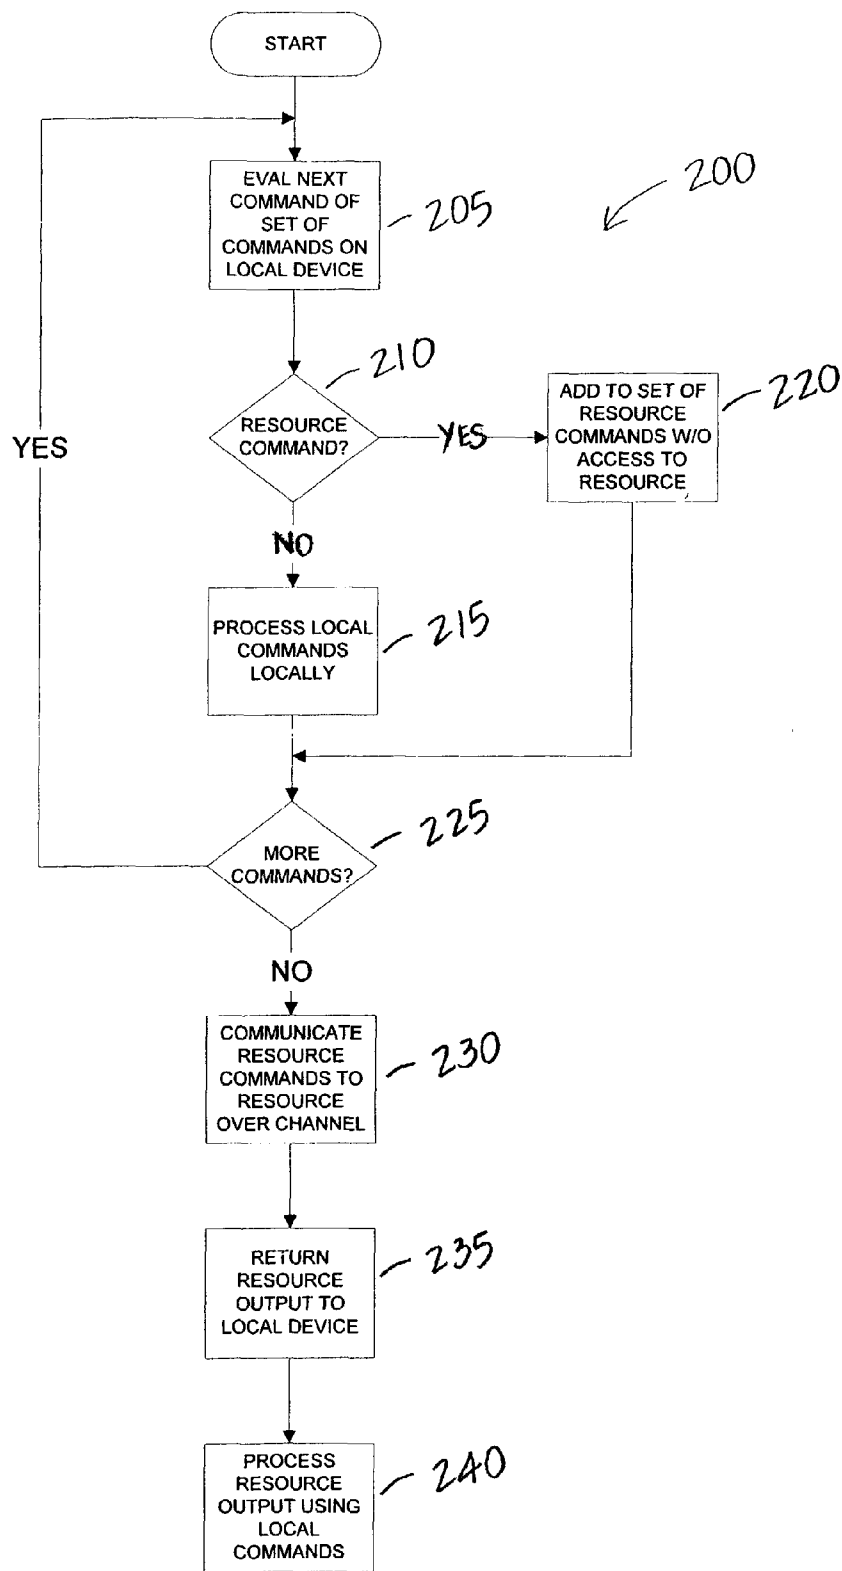 START
EVAL NEXT
COMMAND OF
SET OF
COMMANDS ON
LOCAL DEVICE
205
200
210
RESOURCE
COMMAND?
YES
ADD TO SET OF
RESOURCE
COMMANDS W/O
ACCESS TO
RESOURCE
220
YES
NO
PROCESS LOCAL
COMMANDS
LOCALLY
215
MORE
COMMANDS?
225
NO
COMMUNICATE
RESOURCE
COMMANDS TO
RESOURCE
OVER CHANNEL
230
RETURN
RESOURCE
OUTPUT TO
LOCAL DEVICE
235
PROCESS
RESOURCE
OUTPUT USING
LOCAL
COMMANDS
240